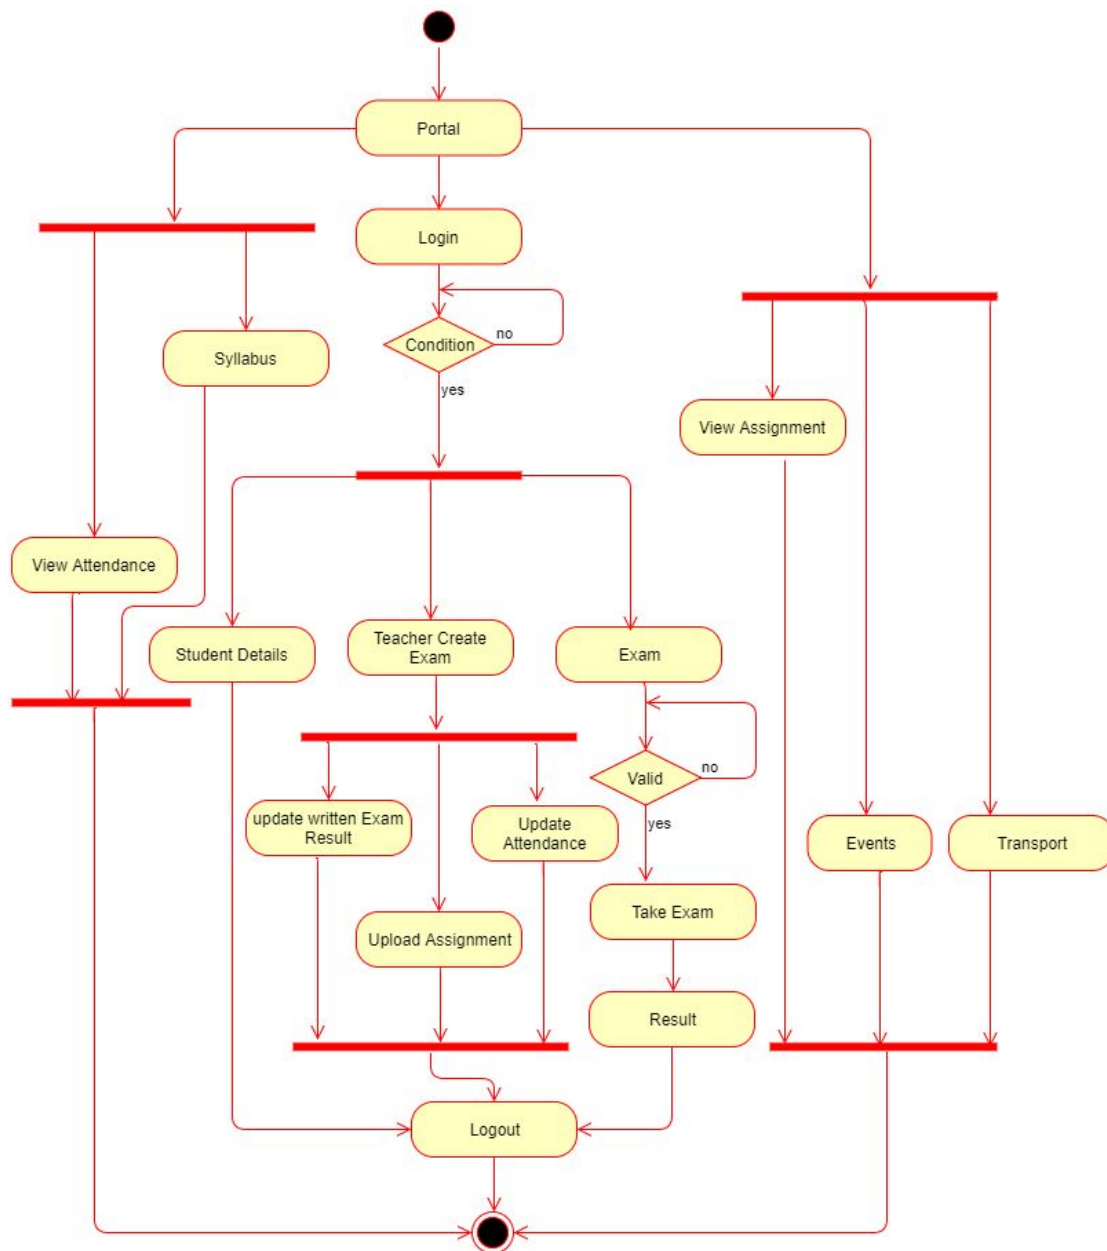 Portal
Login
Condition
no
yes
Syllabus
View Assignment
View Attendance
Student Details
Teacher Create
Exam
Exam
Valid
no
yes
update written Exam
Result
Update
Attendance
Events
Transport
Take Exam
Upload Assignment
Result
Logout